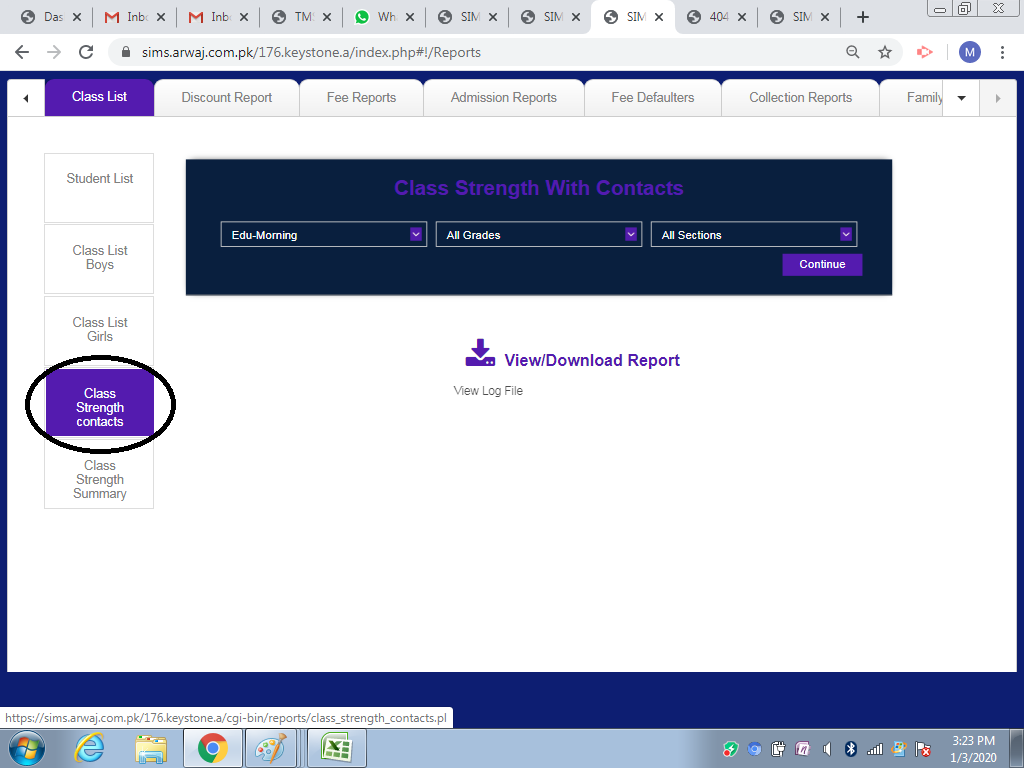 Das
Inbo
Inbo
TMS
Wha
SIM
SIM
SIM
404
SIM
sims.arwaj.com.pk/176.keystone.a/index.php#!/Reports
M
Class List
Discount Report
Fee Reports
Admission Reports
Fee Defaulters
Collection Reports
Family
Student List
Class List
Boys
Class List
Girls
Class
Strength
contacts
Class
Strength
Summary
Class Strength With Contacts
Edu-Morning
All Grades
All Sections
Continue
View/Download Report
View Log File
https://sims.arwaj.com.pk/176.keystone.a/cgi-bin/reports/class_strength_contacts.pl
3:23 PM
1/3/2020